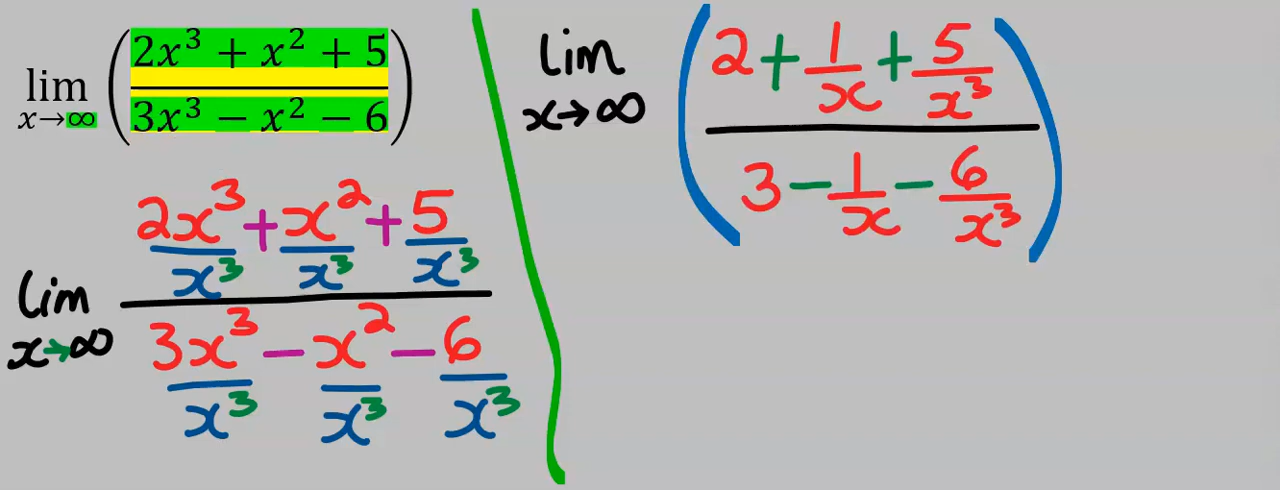 lim x→∞ (2x³ + x² + 5 / 3x³ − x² − 6)
lim x→∞ 2x³/x³ + x²/x³ + 5/x³ / 3x³/x³ − x²/x³ − 6/x³
lim x→∞ (2 + 1/x + 5/x³ / 3 − 1/x − 6/x³)